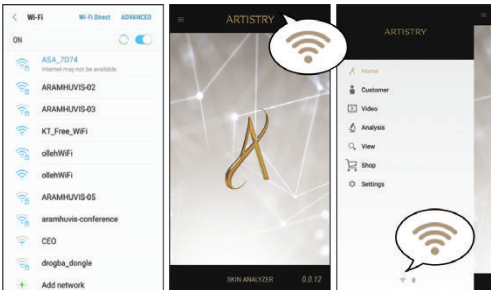 Wi-Fi
Wi-Fi Direct
ADVANCED
ON
ASA_7D74
Internet may not be available
ARAMHUVIS-02
ARAMHUVIS-03
KT_Free_WiFi
ollehWiFi
ollehWiFi
ARAMHUVIS-05
aramhuvis-conference
CEO
drogba_dongle
Add network
ARTISTRY
SKIN ANALYZER
0.0.12
ARTISTRY
Home
Customer
Video
Analysis
View
Shop
Settings